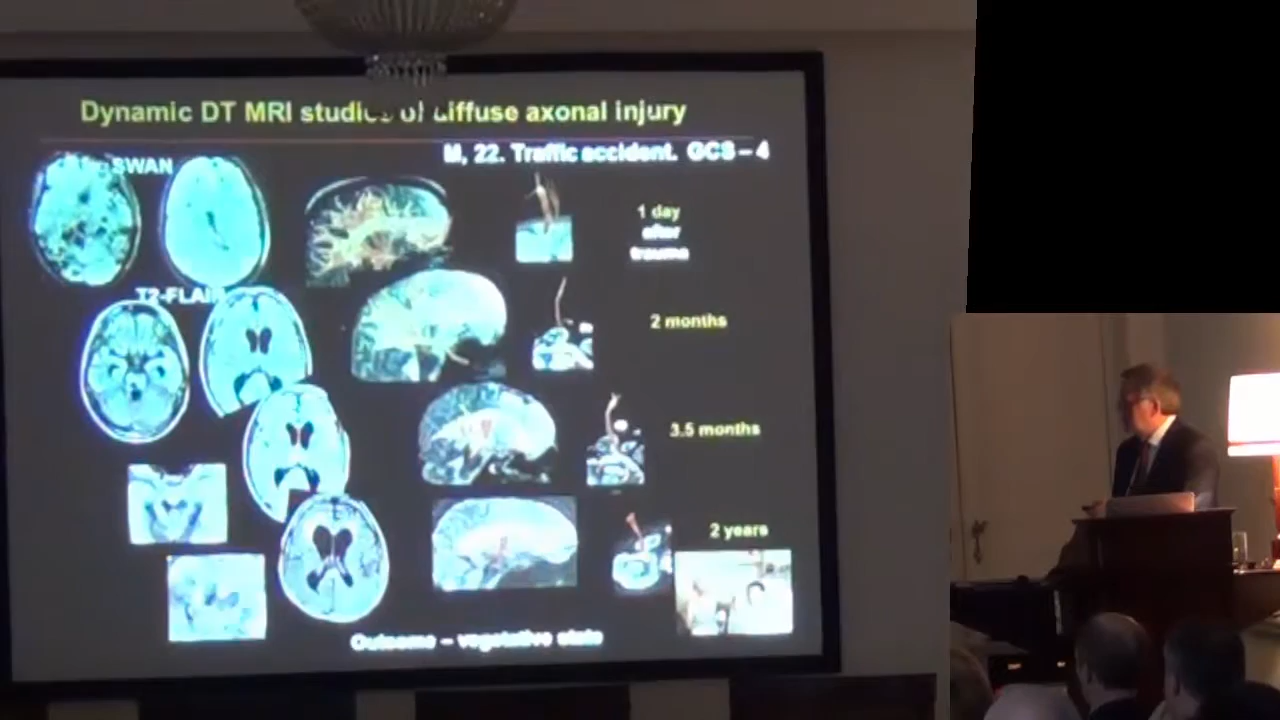 Dynamic DT MRI studies of diffuse axonal injury
M, 22. Traffic accident. GCS – 4
SWAN
1 day
after
trauma
T2-FLAIR
2 months
3.5 months
2 years
Outcome – vegetative state